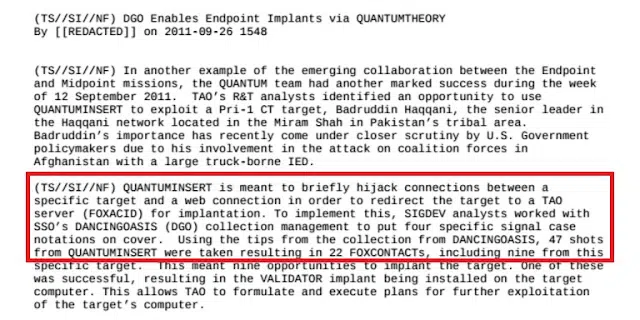 (TS//SI//NF) DGO Enables Endpoint Implants via QUANTUMTHEORY
By [[REDACTED]] on 2011-09-26 1548
(TS//SI//NF) In another example of the emerging collaboration between the Endpoint
and Midpoint missions, the QUANTUM team had another marked success during the week
of 12 September 2011.  TAO's R&T analysts identified an opportunity to use
QUANTUMINSERT to exploit a Pri-1 CT target, Badruddin Haqqani, the senior leader in
the Haqqani network located in the Miram Shah in Pakistan's tribal area.
Badruddin's importance has recently come under closer scrutiny by U.S. Government
policymakers due to his involvement in the attack on coalition forces in
Afghanistan with a large truck-borne IED.
(TS//SI//NF) QUANTUMINSERT is meant to briefly hijack connections between a
specific target and a web connection in order to redirect the target to a TAO
server (FOXACID) for implantation. To implement this, SIGDEV analysts worked with
SSO's DANCINGOASIS (DGO) collection management to put four specific signal case
notations on cover.  Using the tips from the collection from DANCINGOASIS, 47 shots
from QUANTUMINSERT were taken resulting in 22 FOXCONTACTs, including nine from this
specific target.  This meant nine opportunities to implant the target. One of these
was successful, resulting in the VALIDATOR implant being installed on the target
computer. This allows TAO to formulate and execute plans for further exploitation
of the target's computer.